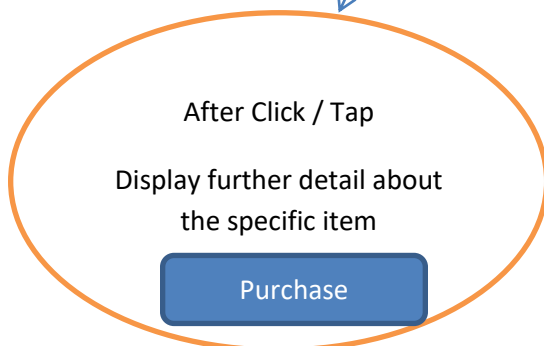 After Click / Tap
Display further detail about
the specific item
Purchase